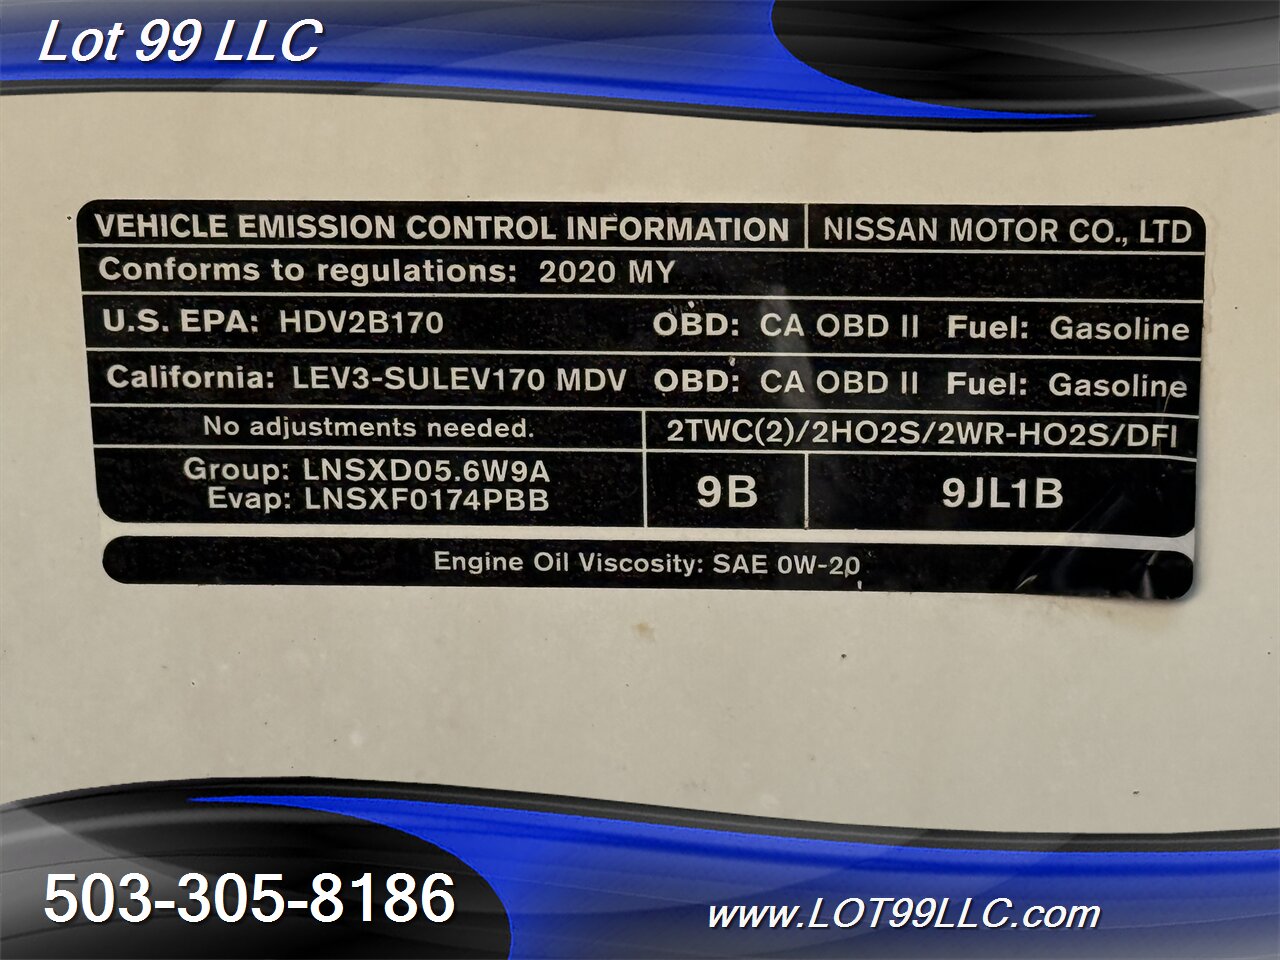 Lot 99 LLC
VEHICLE EMISSION CONTROL INFORMATION NISSAN MOTOR CO., LTD
Conforms to regulations: 2020 MY
U.S. EPA: HDV2B170 OBD: CA OBD II Fuel: Gasoline
California: LEV3-SULEV170 MDV OBD: CA OBD II Fuel: Gasoline
No adjustments needed. 2TWC(2)/2HO2S/2WR-HO2S/DFI
Group: LNSXD05.6W9A 9B 9JL1B
Evap: LNSXF0174PBB
Engine Oil Viscosity: SAE 0W-20
503-305-8186
www.LOT99LLC.com